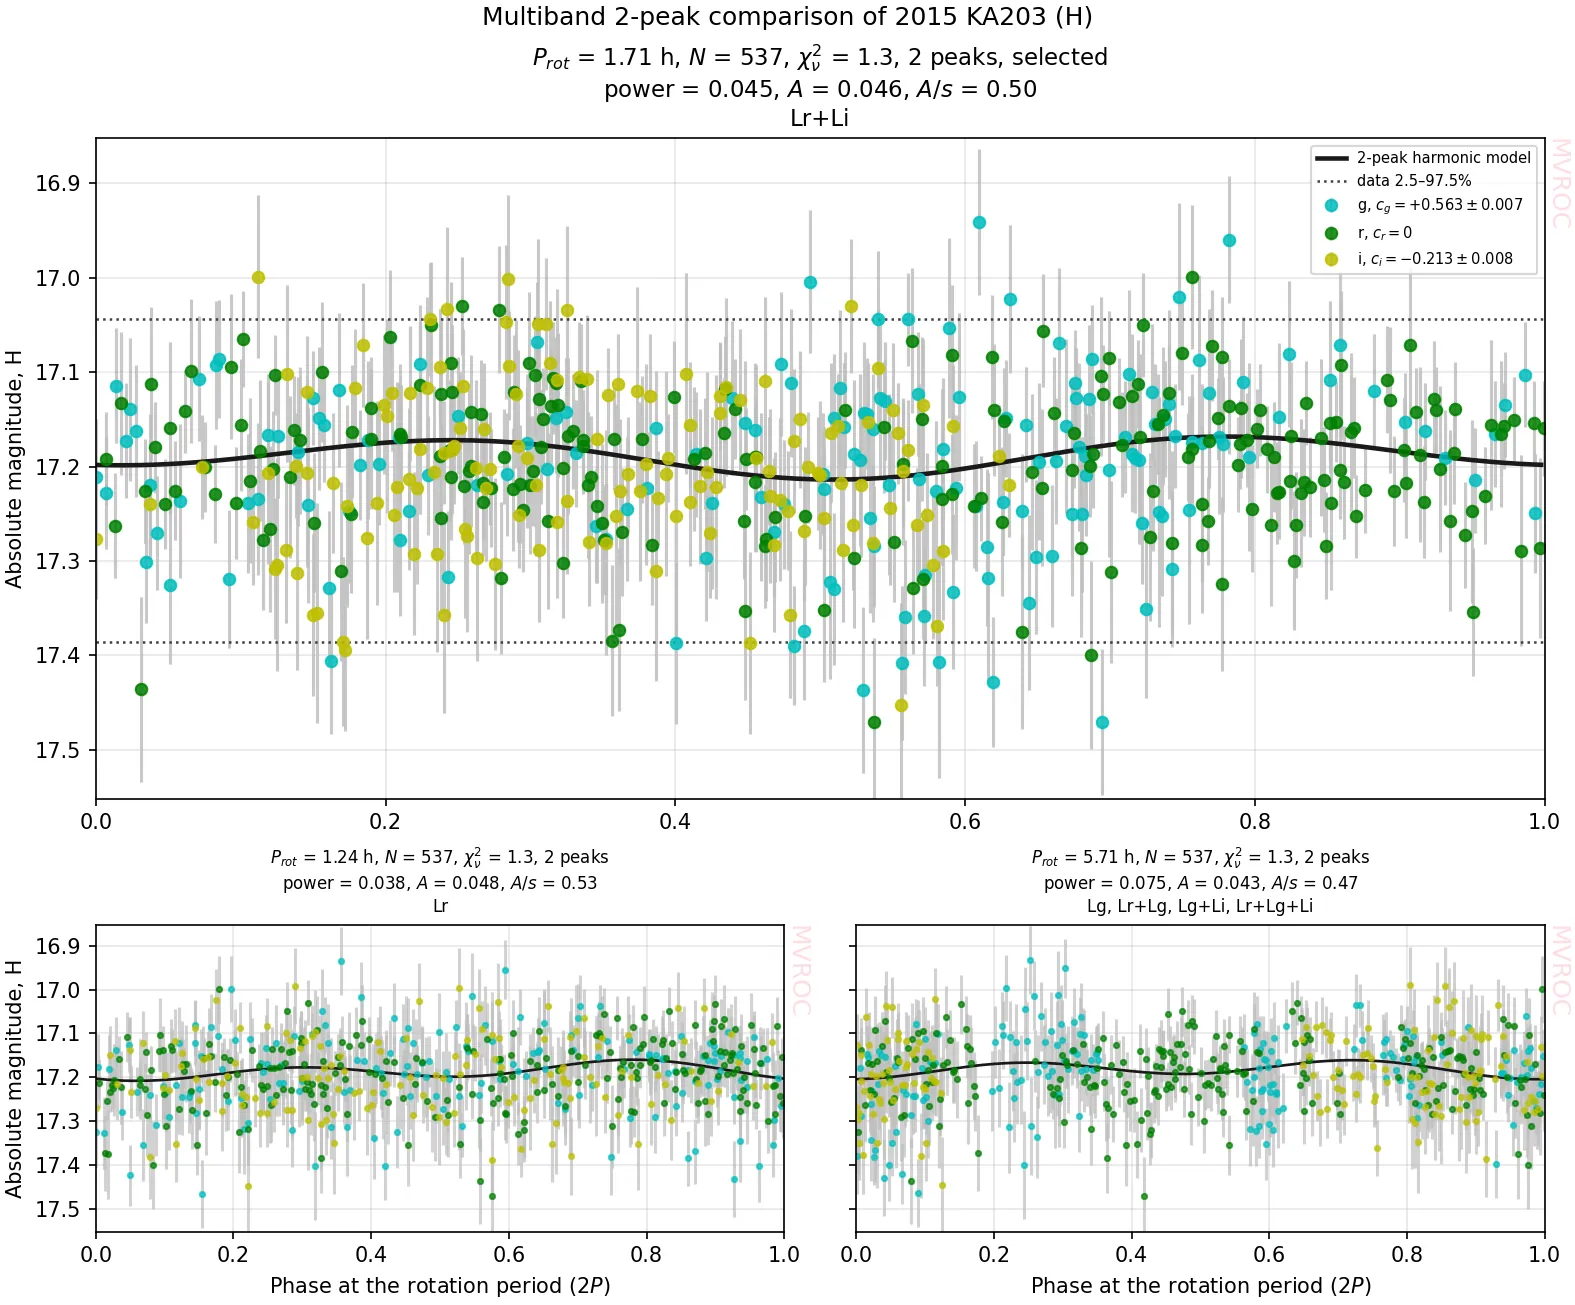 Multiband 2-peak comparison of 2015 KA203 (H)
P_rot = 1.71 h, N = 537, χ²_ν = 1.3, 2 peaks, selected
power = 0.045, A = 0.046, A/s = 0.50
Lr+Li
Absolute magnitude, H
16.9
17.0
17.1
17.2
17.3
17.4
17.5
2-peak harmonic model
data 2.5–97.5%
g, c_g = +0.563 ± 0.007
r, c_r = 0
i, c_i = −0.213 ± 0.008
MVROC
0.0 0.2 0.4 0.6 0.8 1.0
P_rot = 1.24 h, N = 537, χ²_ν = 1.3, 2 peaks
power = 0.038, A = 0.048, A/s = 0.53
Lr
Absolute magnitude, H
16.9
17.0
17.1
17.2
17.3
17.4
17.5
MVROC
0.0 0.2 0.4 0.6 0.8 1.0
Phase at the rotation period (2P)
P_rot = 5.71 h, N = 537, χ²_ν = 1.3, 2 peaks
power = 0.075, A = 0.043, A/s = 0.47
Lg, Lr+Lg, Lg+Li, Lr+Lg+Li
MVROC
0.0 0.2 0.4 0.6 0.8 1.0
Phase at the rotation period (2P)